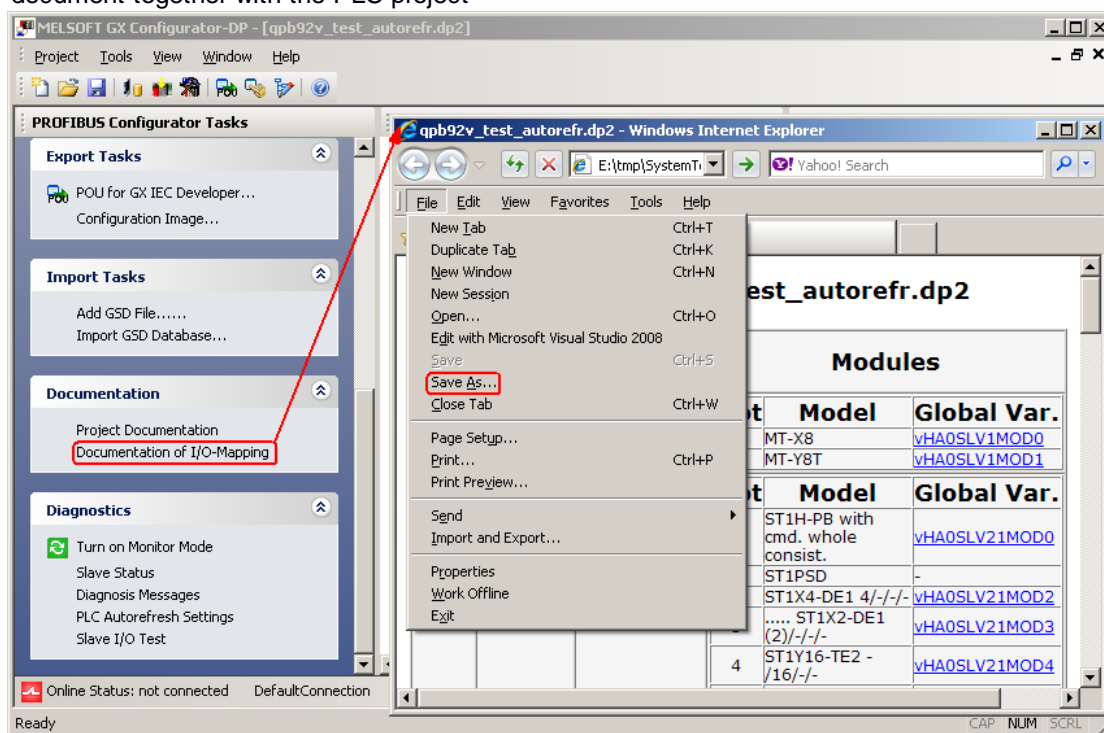 document together with the PLC project
MELSOFT GX Configurator-DP - [qpb92v_test_autorefr.dp2]
Project Tools View Window Help
PROFIBUS Configurator Tasks
Export Tasks
POU for GX IEC Developer...
Configuration Image...
Import Tasks
Add GSD File......
Import GSD Database...
Documentation
Project Documentation
Documentation of I/O-Mapping
Diagnostics
Turn on Monitor Mode
Slave Status
Diagnosis Messages
PLC Autorefresh Settings
Slave I/O Test
Online Status: not connected DefaultConnection
Ready
CAP NUM SCRL
qpb92v_test_autorefr.dp2 - Windows Internet Explorer
E:\tmp\SystemT
Yahoo! Search
File Edit View Favorites Tools Help
New Tab Ctrl+T
Duplicate Tab Ctrl+K
New Window Ctrl+N
New Session
Open... Ctrl+O
Edit with Microsoft Visual Studio 2008
Save Ctrl+S
Save As...
Close Tab Ctrl+W
Page Setup...
Print... Ctrl+P
Print Preview...
Send
Import and Export...
Properties
Work Offline
Exit
est_autorefr.dp2
Modules
t Model Global Var.
MT-X8 vHA0SLV1MOD0
MT-Y8T vHA0SLV1MOD1
t Model Global Var.
ST1H-PB with
cmd. whole vHA0SLV21MOD0
consist.
ST1PSD -
ST1X4-DE1 4/-/-/- vHA0SLV21MOD2
..... ST1X2-DE1
(2)/-/-/- vHA0SLV21MOD3
4 ST1Y16-TE2 - vHA0SLV21MOD4
/16/-/-